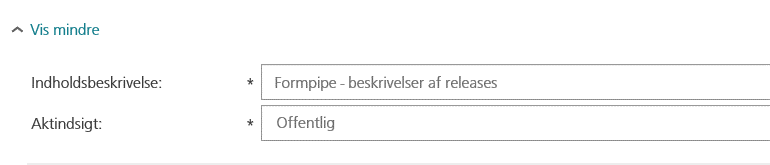 Vis mindre
Indholdsbeskrivelse: * Formpipe - beskrivelser af releases
Aktindsigt: * Offentlig